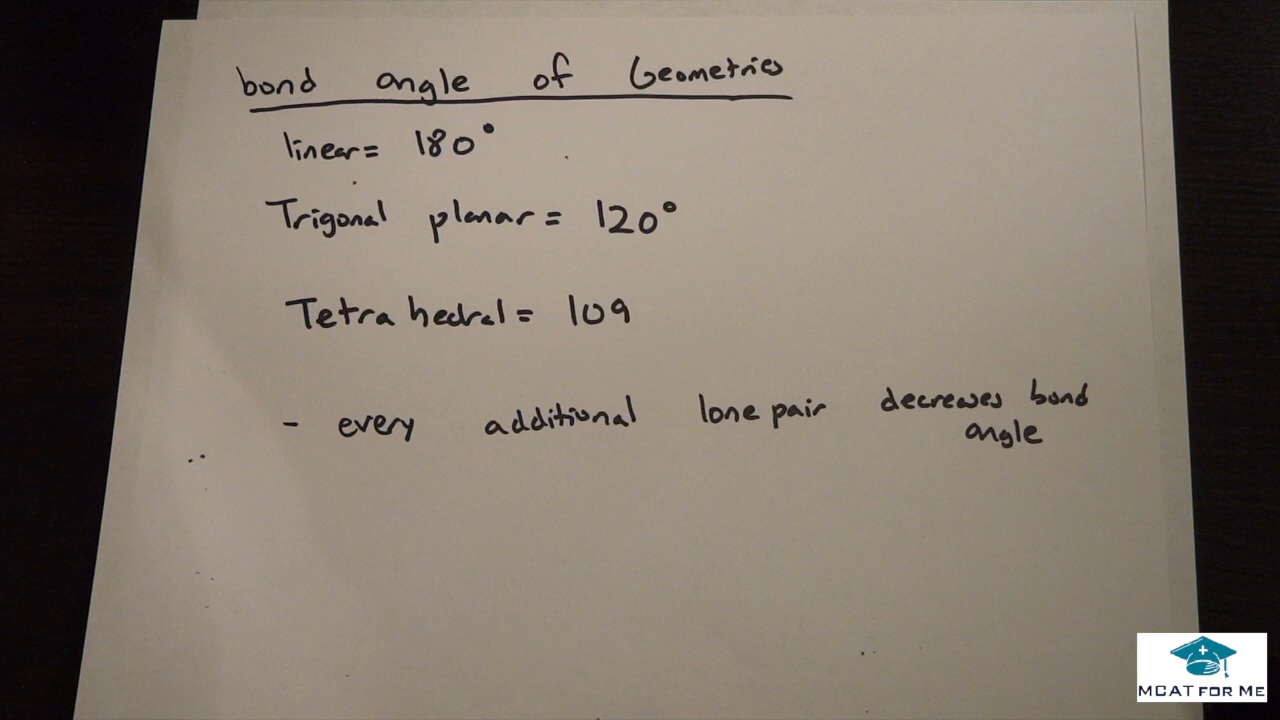 bond angle of Geometries
linear = 180°
Trigonal planar = 120°
Tetrahedral = 109
- every additional lone pair decreases bond
angle
MCAT FOR ME